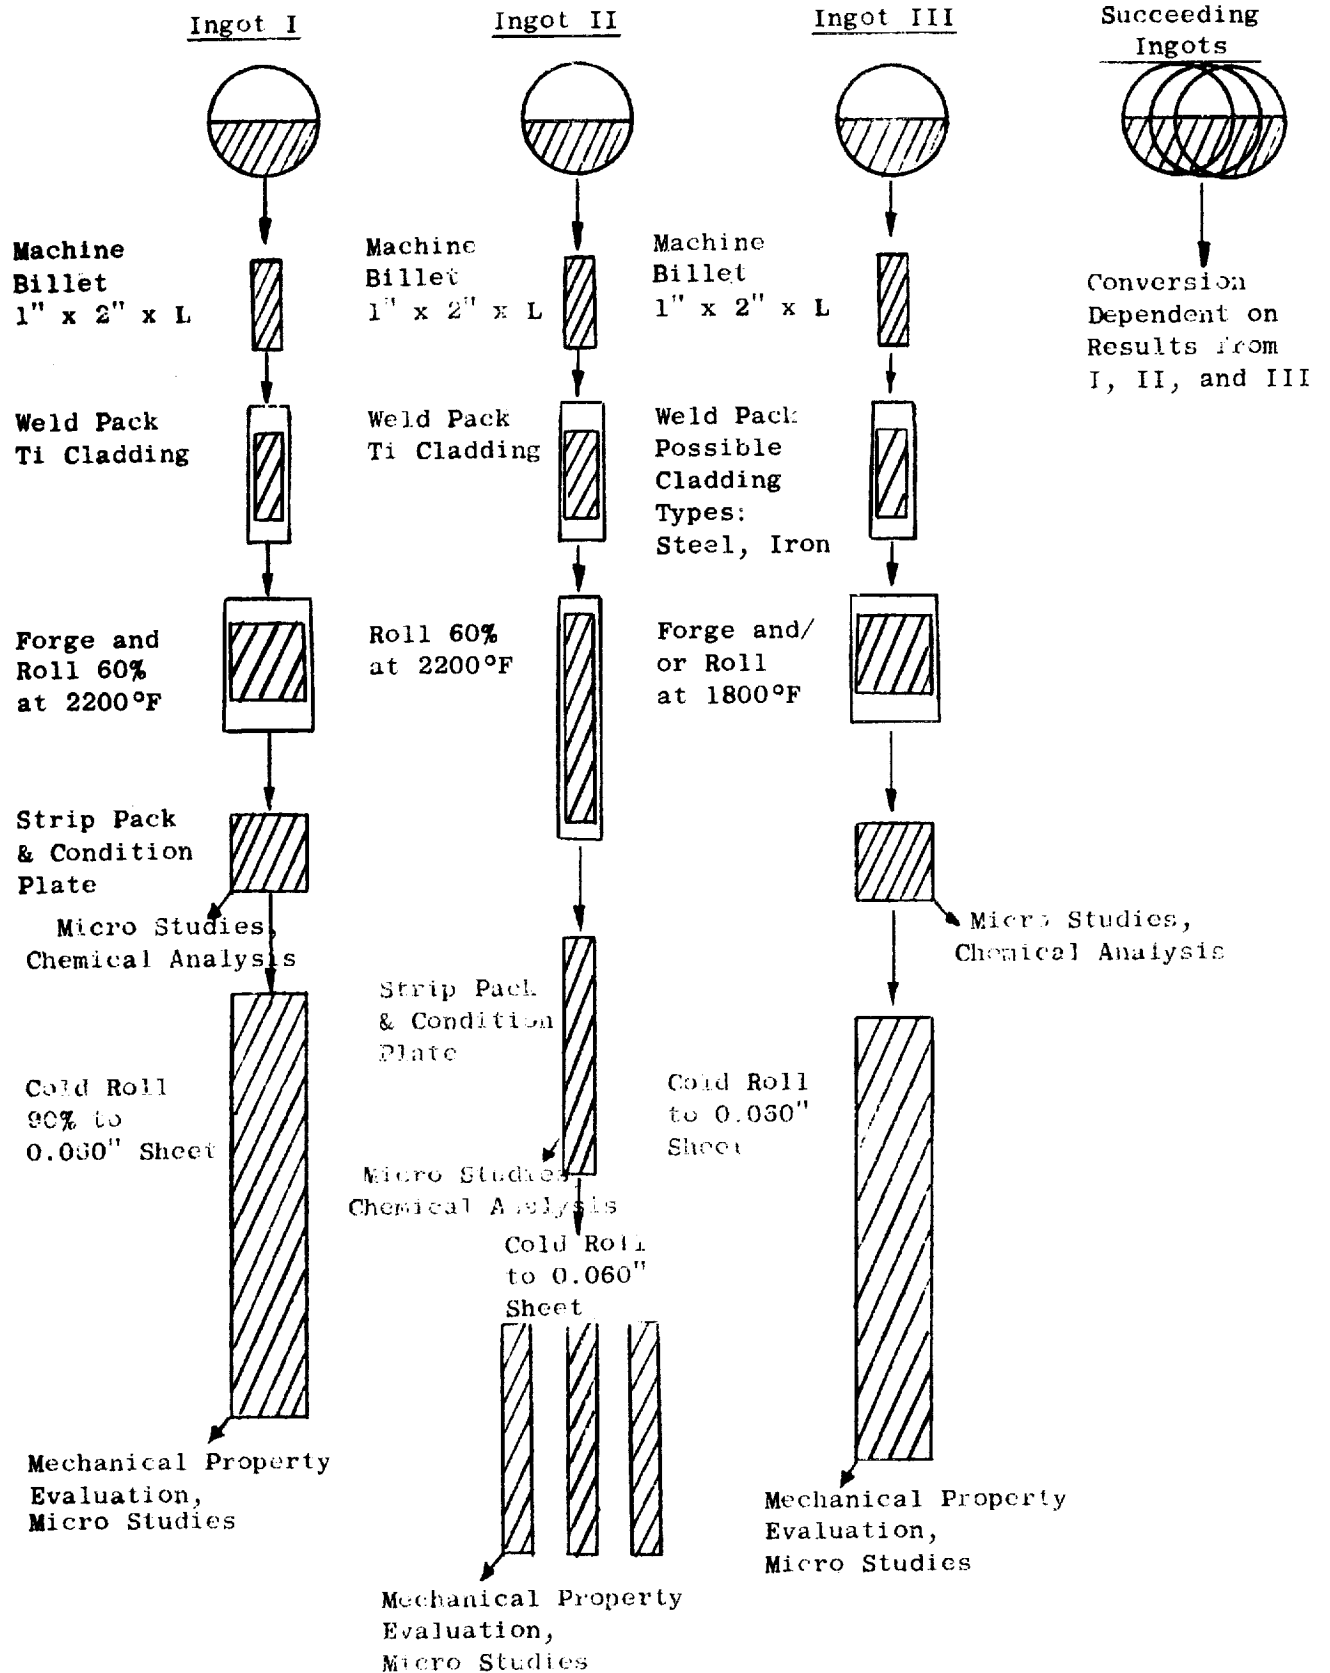 Ingot I
Machine
Billet
1" x 2" x L
Weld Pack
Ti Cladding
Forge and
Roll 60%
at 2200°F
Strip Pack
& Condition
Plate
Micro Studies,
Chemical Analysis
Cold Roll
90% to
0.060" Sheet
Mechanical Property
Evaluation,
Micro Studies
Ingot II
Machine
Billet
1" x 2" x L
Weld Pack
Ti Cladding
Roll 60%
at 2200°F
Strip Pack
& Condition
Plate
Micro Studies,
Chemical Analysis
Cold Roll
to 0.060"
Sheet
Mechanical Property
Evaluation,
Micro Studies
Ingot III
Machine
Billet
1" x 2" x L
Weld Pack
Possible
Cladding
Types:
Steel, Iron
Forge and/
or Roll
at 1800°F
Micro Studies,
Chemical Analysis
Cold Roll
to 0.060"
Sheet
Mechanical Property
Evaluation,
Micro Studies
Succeeding
Ingots
Conversion
Dependent on
Results from
I, II, and III